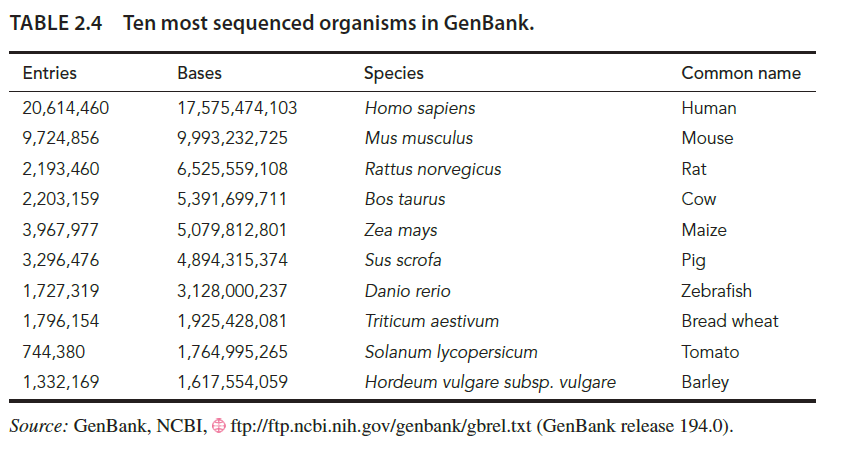 TABLE 2.4 Ten most sequenced organisms in GenBank.
Entries Bases Species Common name
20,614,460 17,575,474,103 Homo sapiens Human
9,724,856 9,993,232,725 Mus musculus Mouse
2,193,460 6,525,559,108 Rattus norvegicus Rat
2,203,159 5,391,699,711 Bos taurus Cow
3,967,977 5,079,812,801 Zea mays Maize
3,296,476 4,894,315,374 Sus scrofa Pig
1,727,319 3,128,000,237 Danio rerio Zebrafish
1,796,154 1,925,428,081 Triticum aestivum Bread wheat
744,380 1,764,995,265 Solanum lycopersicum Tomato
1,332,169 1,617,554,059 Hordeum vulgare subsp. vulgare Barley
Source: GenBank, NCBI, ftp://ftp.ncbi.nih.gov/genbank/gbrel.txt (GenBank release 194.0).